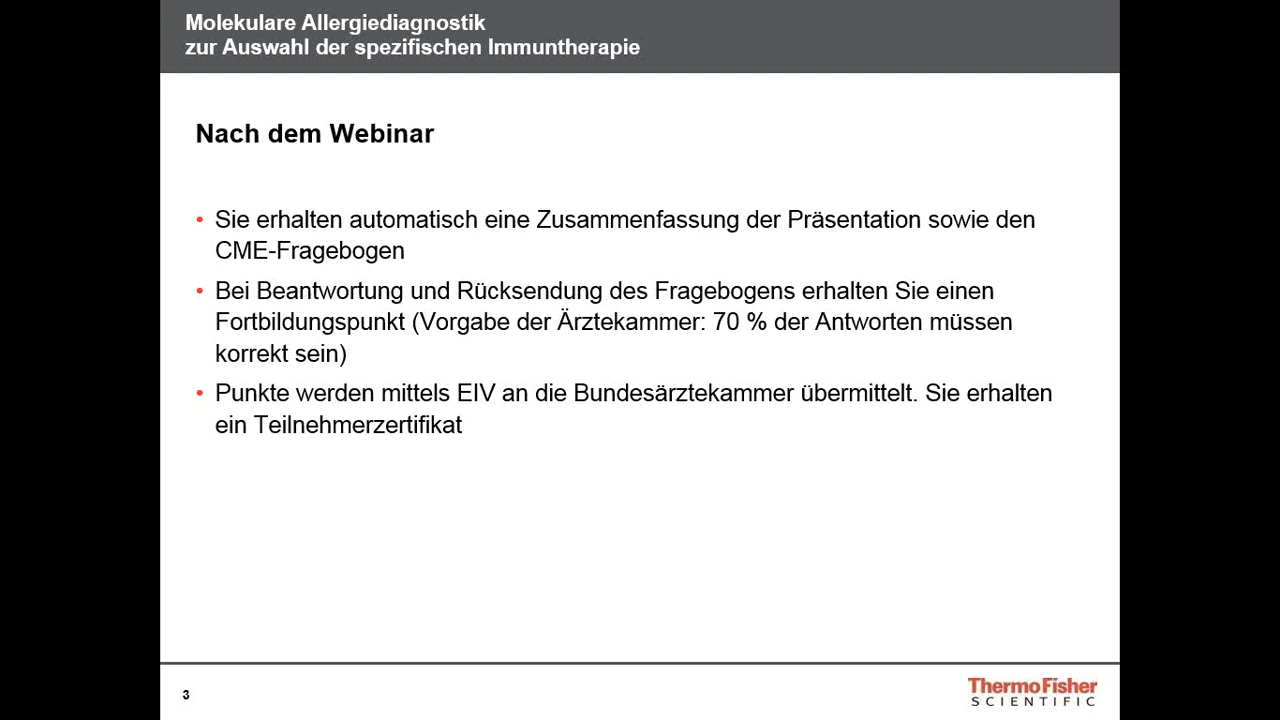 Molekulare Allergiediagnostik
zur Auswahl der spezifischen Immuntherapie
Nach dem Webinar
• Sie erhalten automatisch eine Zusammenfassung der Präsentation sowie den
CME-Fragebogen
• Bei Beantwortung und Rücksendung des Fragebogens erhalten Sie einen
Fortbildungspunkt (Vorgabe der Ärztekammer: 70 % der Antworten müssen
korrekt sein)
• Punkte werden mittels EIV an die Bundesärztekammer übermittelt. Sie erhalten
ein Teilnehmerzertifikat
3
ThermoFisher
SCIENTIFIC